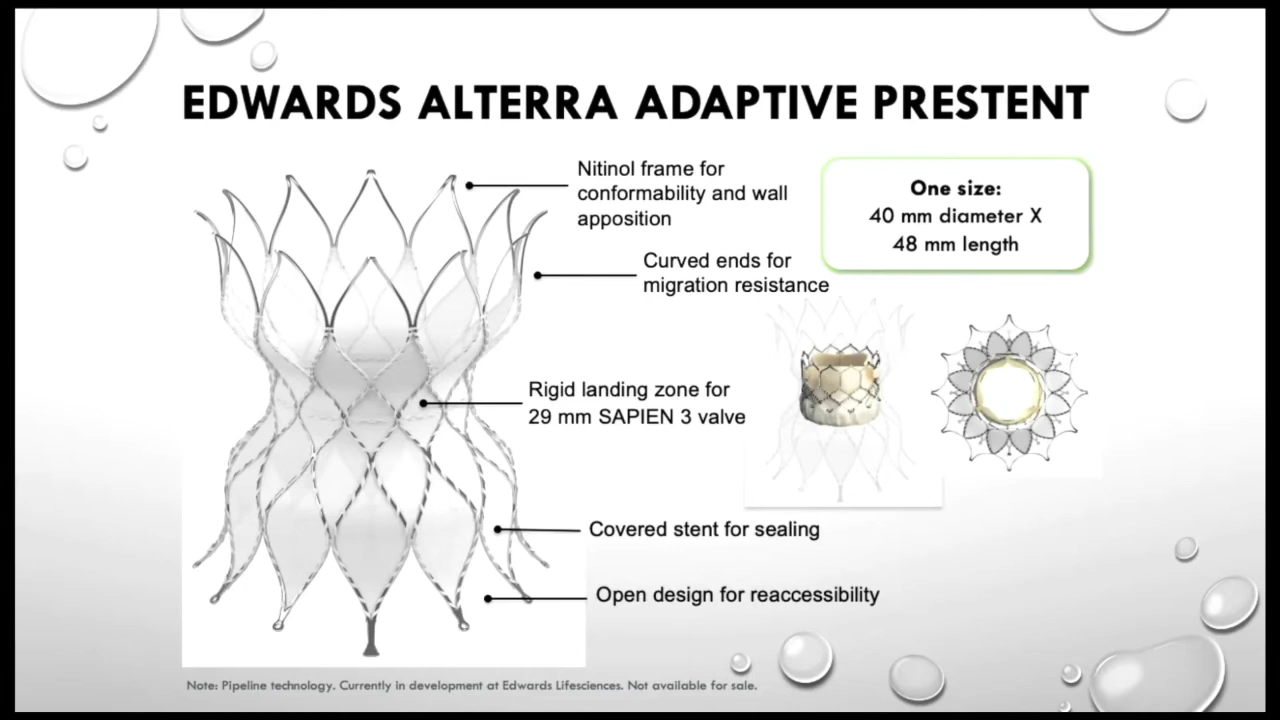 EDWARDS ALTERRA ADAPTIVE PRESTENT
Nitinol frame for
conformability and wall
apposition
One size:
40 mm diameter X
48 mm length
Curved ends for
migration resistance
Rigid landing zone for
29 mm SAPIEN 3 valve
Covered stent for sealing
Open design for reaccessibility
Note: Pipeline technology. Currently in development at Edwards Lifesciences. Not available for sale.